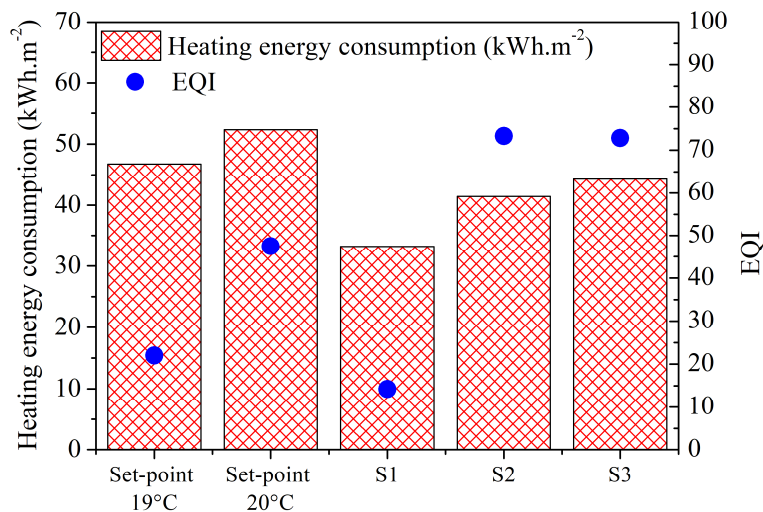 Heating energy consumption (kWh.m⁻²)
70
60
50
40
30
20
10
0
Heating energy consumption (kWh.m⁻²)
EQI
100
90
80
70
60
50
40
30
20
10
0
EQI
Set-point
19°C
Set-point
20°C
S1
S2
S3